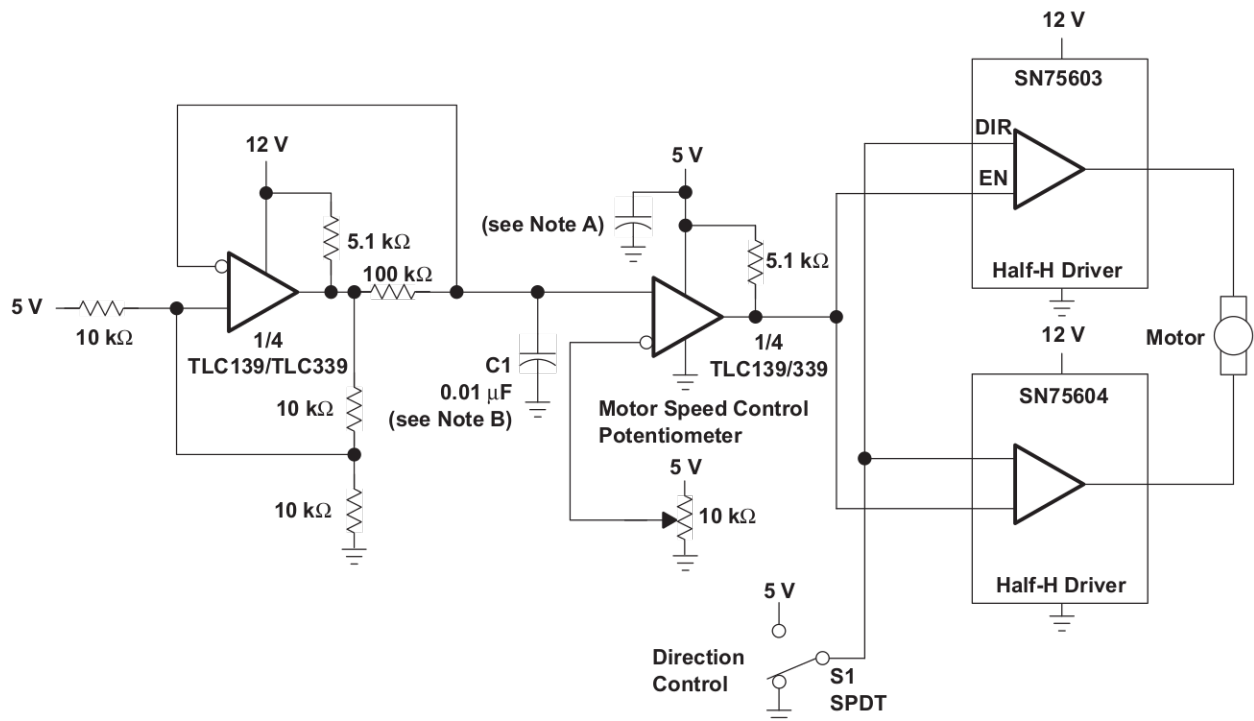 12 V
SN75603
DIR
EN
Half-H Driver
12 V
5.1 kΩ
100 kΩ
5 V
10 kΩ
1/4
TLC139/TLC339
10 kΩ
10 kΩ
C1
0.01 μF
(see Note B)
5 V
(see Note A)
5.1 kΩ
1/4
TLC139/339
Motor Speed Control
Potentiometer
5 V
10 kΩ
Motor
12 V
SN75604
Half-H Driver
5 V
Direction
Control
S1
SPDT